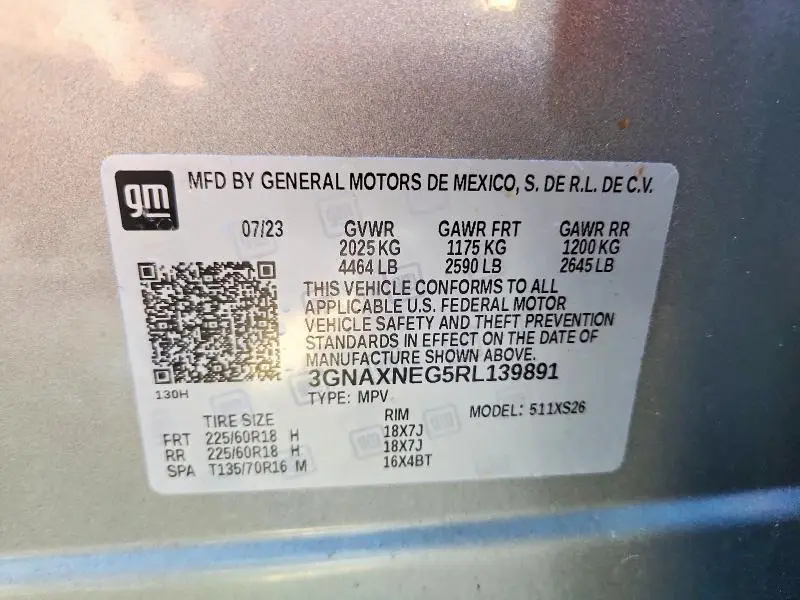 gm MFD BY GENERAL MOTORS DE MEXICO, S. DE R.L. DE C.V.
07/23 GVWR GAWR FRT GAWR RR
2025 KG 1175 KG 1200 KG
4464 LB 2590 LB 2645 LB
THIS VEHICLE CONFORMS TO ALL
APPLICABLE U.S. FEDERAL MOTOR
VEHICLE SAFETY AND THEFT PREVENTION
STANDARDS IN EFFECT ON THE DATE OF
MANUFACTURE SHOWN ABOVE.
3GNAXNEG5RL139891
130H
TYPE: MPV MODEL: 511XS26
TIRE SIZE RIM
FRT 225/60R18 H 18X7J
RR 225/60R18 H 18X7J
SPA T135/70R16 M 16X4BT